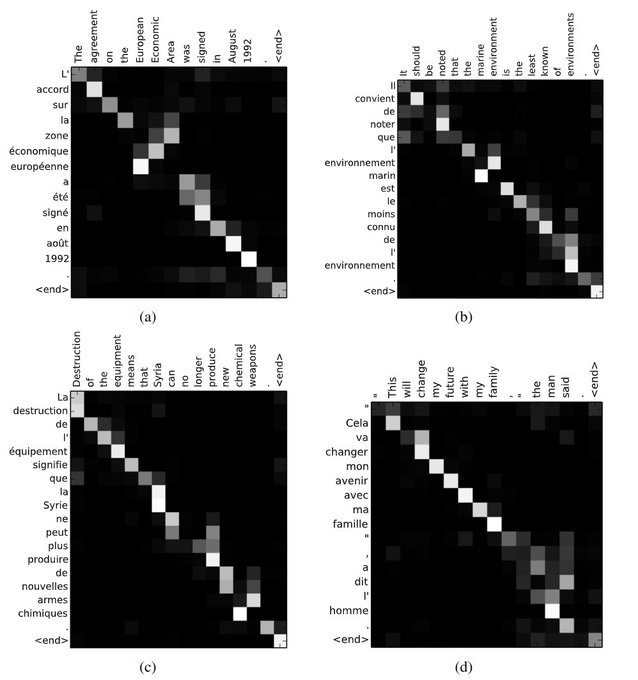 The agreement on the European Economic Area was signed in August 1992 . <end>
L'
accord
sur
la
zone
économique
européenne
a
été
signé
en
août
1992
.
<end>
(a)
It should be noted that the marine environment is the least known of environments . <end>
Il
convient
de
noter
que
l'
environnement
marin
est
le
moins
connu
de
l'
environnement
.
<end>
(b)
Destruction of the equipment means that Syria can no longer produce new chemical weapons . <end>
La
destruction
de
l'
équipement
signifie
que
la
Syrie
ne
peut
plus
produire
de
nouvelles
armes
chimiques
.
<end>
(c)
" This will change my future with my family , " the man said . <end>
"
Cela
va
changer
mon
avenir
avec
ma
famille
"
,
a
dit
l'
homme
.
<end>
(d)